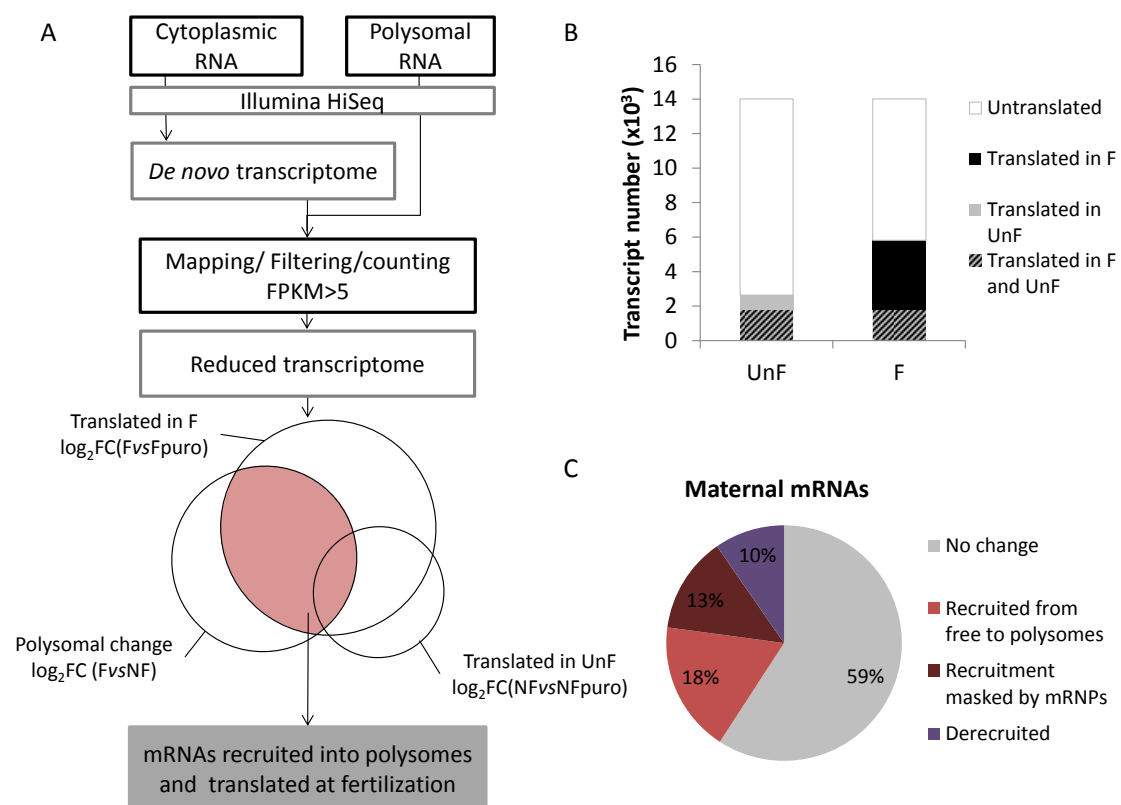 A
Cytoplasmic
RNA
Polysomal
RNA
Illumina HiSeq
De novo transcriptome
Mapping/ Filtering/counting
FPKM>5
Reduced transcriptome
Translated in F
log₂FC(FvsFpuro)
Polysomal change
log₂FC (FvsNF)
Translated in UnF
log₂FC(NFvsNFpuro)
mRNAs recruited into polysomes
and translated at fertilization
B
Transcript number (x10³)
16
14
12
10
8
6
4
2
0
UnF
F
Untranslated
Translated in F
Translated in
UnF
Translated in F
and UnF
C
Maternal mRNAs
10%
13%
18%
59%
No change
Recruited from
free to polysomes
Recruitment
masked by mRNPs
Derecruited